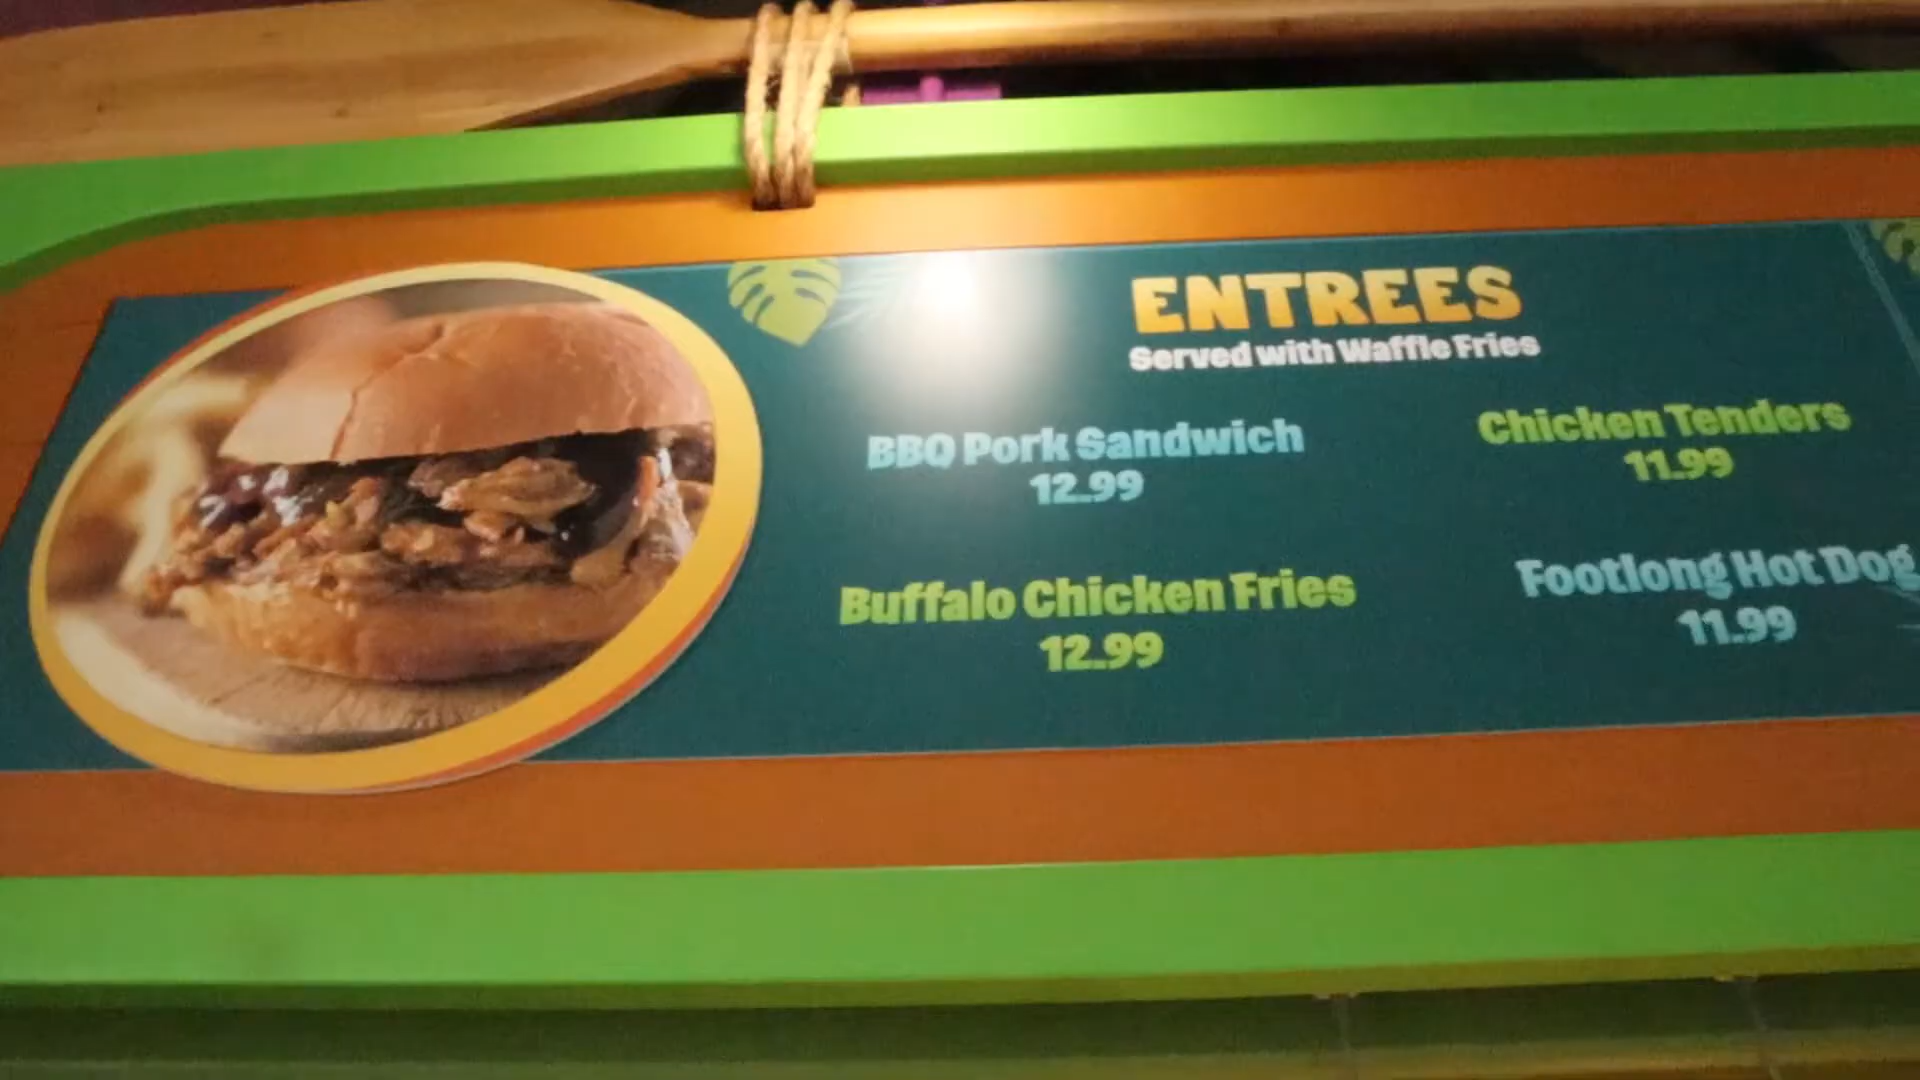 ENTREES
Served with Waffle Fries
BBQ Pork Sandwich
12.99
Chicken Tenders
11.99
Buffalo Chicken Fries
12.99
Footlong Hot Dog
11.99